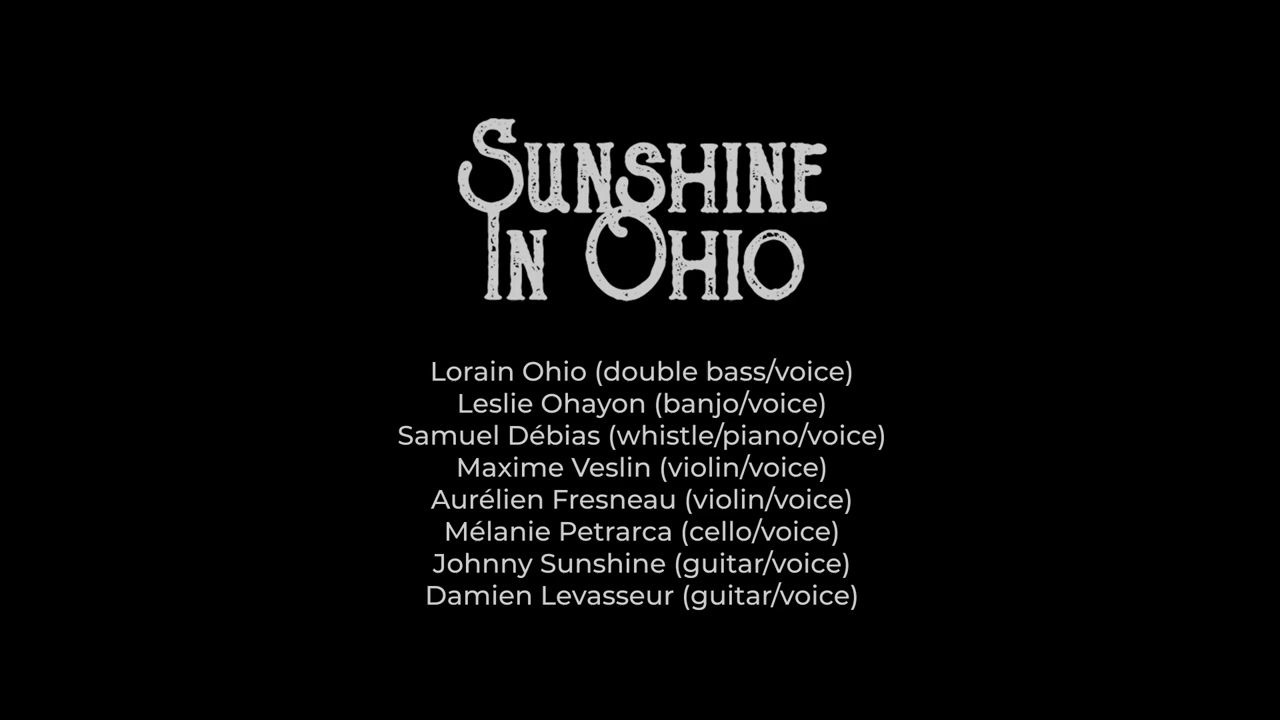 Sunshine
In Ohio
Lorain Ohio (double bass/voice)
Leslie Ohayon (banjo/voice)
Samuel Débias (whistle/piano/voice)
Maxime Veslin (violin/voice)
Aurélien Fresneau (violin/voice)
Mélanie Petrarca (cello/voice)
Johnny Sunshine (guitar/voice)
Damien Levasseur (guitar/voice)